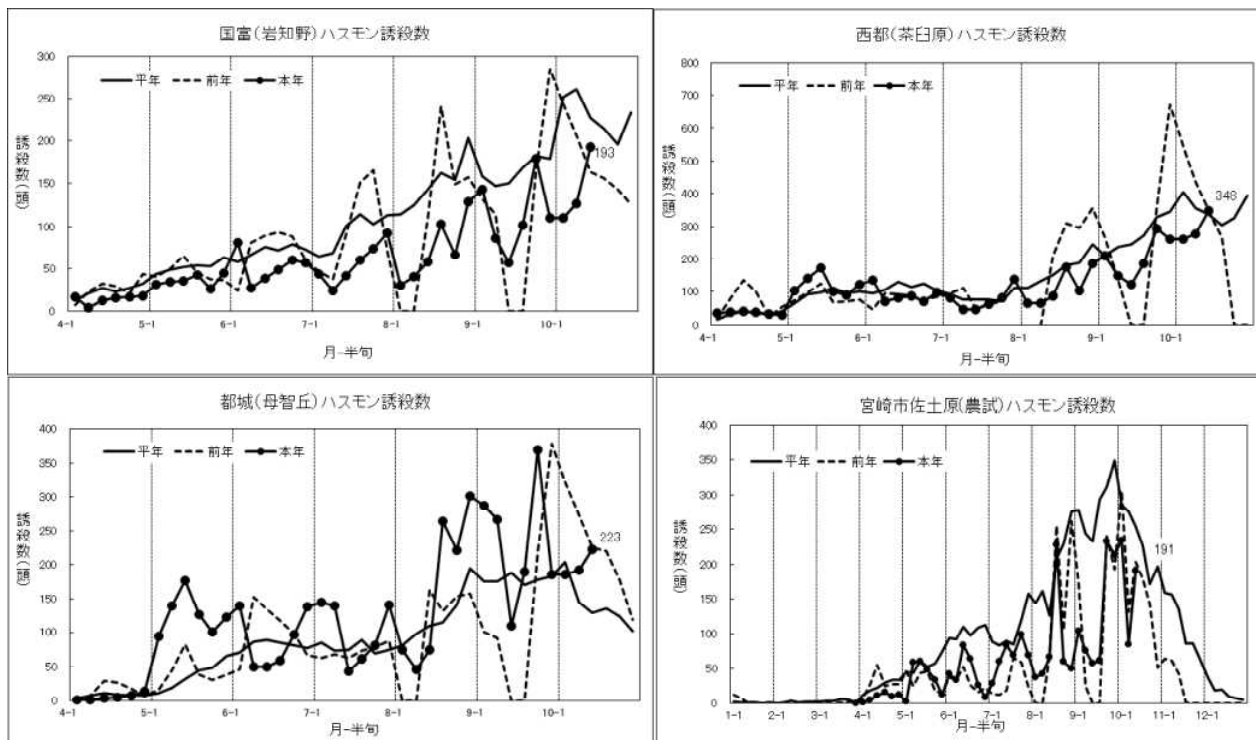 国富(岩知野)ハスモン誘殺数
300
250
200
150
100
50
0
平年 前年 本年
誘殺数(頭)
193
4-1 5-1 6-1 7-1 8-1 9-1 10-1
月-半旬
西都(茶臼原)ハスモン誘殺数
800
700
600
500
400
300
200
100
0
平年 前年 本年
誘殺数(頭)
348
4-1 5-1 6-1 7-1 8-1 9-1 10-1
月-半旬
都城(母智丘)ハスモン誘殺数
400
350
300
250
200
150
100
50
0
平年 前年 本年
誘殺数(頭)
223
4-1 5-1 6-1 7-1 8-1 9-1 10-1
月-半旬
宮崎市佐土原(農試)ハスモン誘殺数
400
350
300
250
200
150
100
50
0
平年 前年 本年
誘殺数(頭)
191
1-1 2-1 3-1 4-1 5-1 6-1 7-1 8-1 9-1 10-1 11-1 12-1
月-半旬